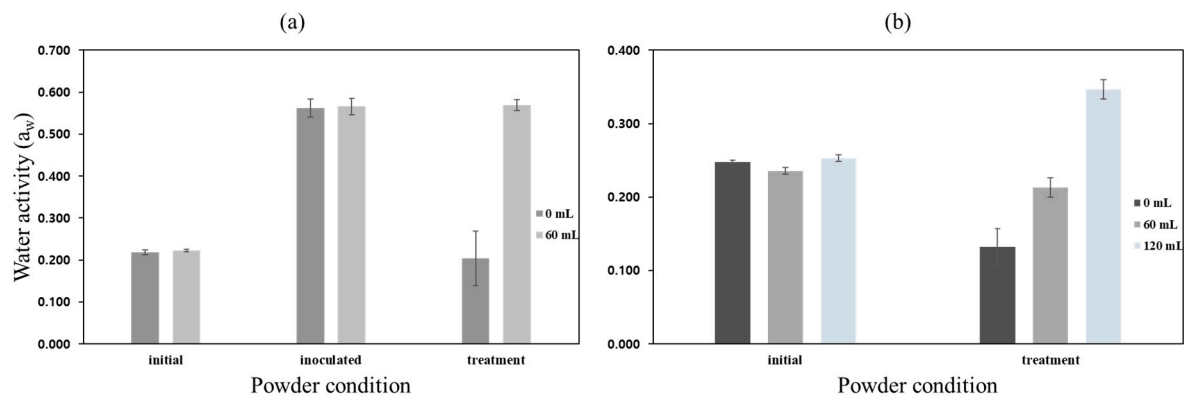 (a)
Water activity (a_w)
0.700
0.600
0.500
0.400
0.300
0.200
0.100
0.000
0 mL
60 mL
initial inoculated treatment
Powder condition
(b)
0.400
0.300
0.200
0.100
0.000
0 mL
60 mL
120 mL
initial treatment
Powder condition